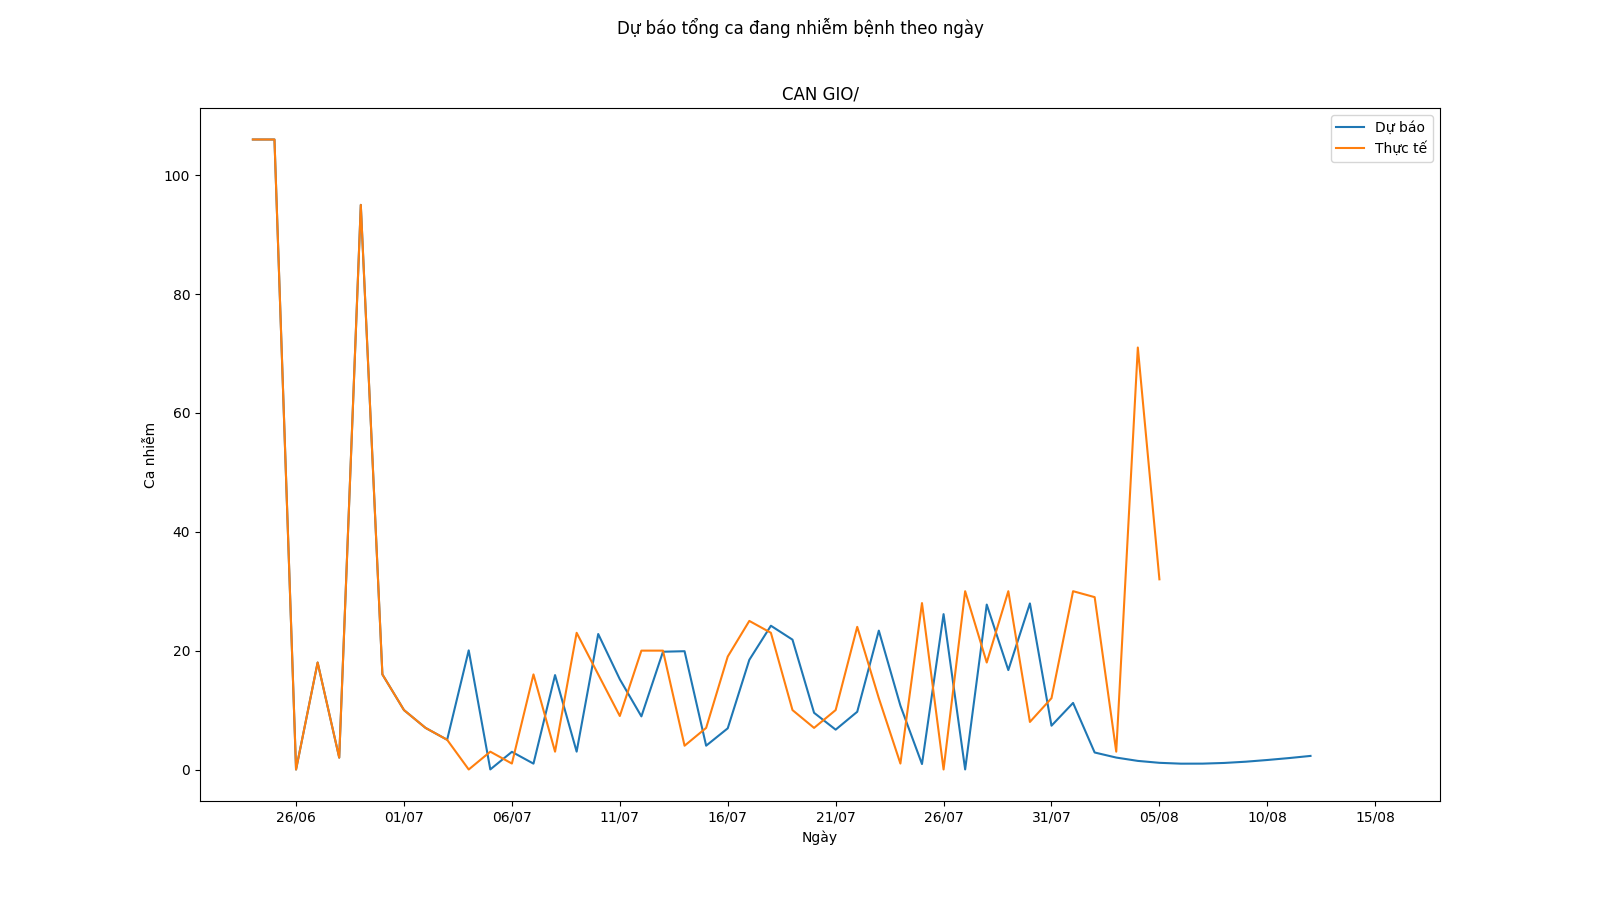 Dự báo tổng ca đang nhiễm bệnh theo ngày
CAN GIO/
Dự báo
Thực tế
100
80
60
40
20
0
Ca nhiễm
26/06 01/07 06/07 11/07 16/07 21/07 26/07 31/07 05/08 10/08 15/08
Ngày